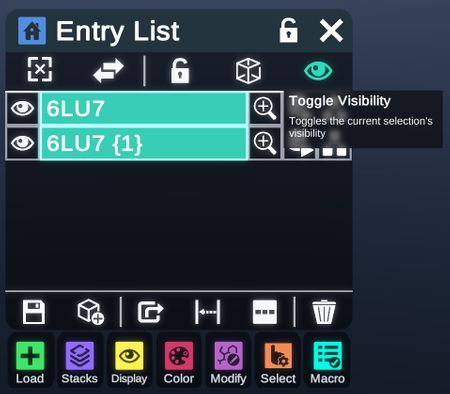 Entry List
6LU7
Toggle Visibility
Toggles the current selection's
visibility
6LU7 {1}
Load
Stacks
Display
Color
Modify
Select
Macro